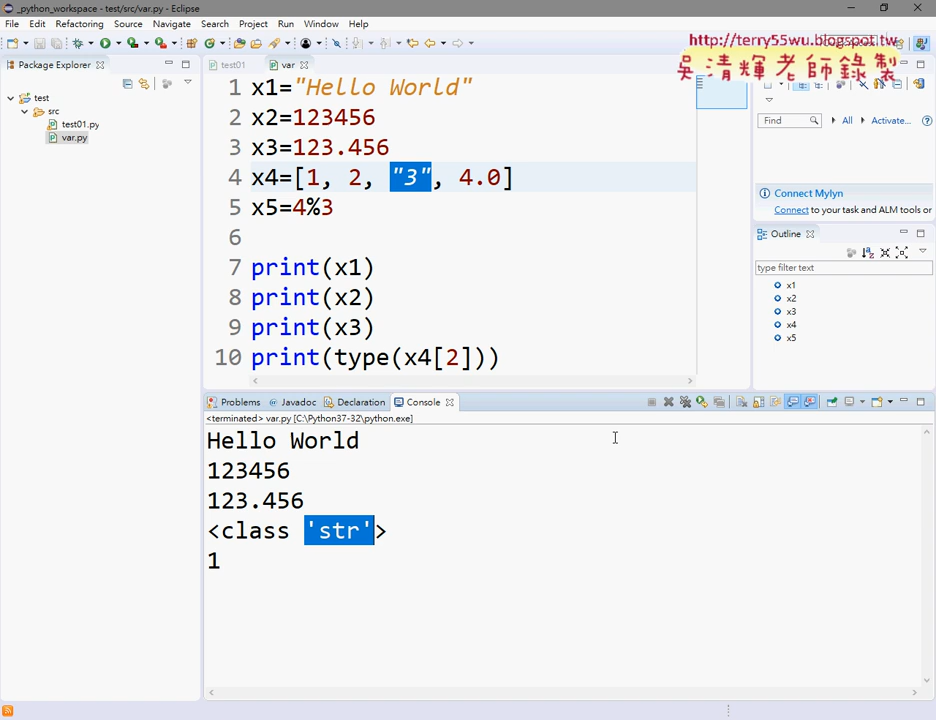 _python_workspace - test/src/var.py - Eclipse
File Edit Refactoring Source Navigate Search Project Run Window Help
http://terry55wu.blogspot.tw
吳清輝老師錄製
Package Explorer
test
src
test01.py
var.py
test01 var
1 x1="Hello World"
2 x2=123456
3 x3=123.456
4 x4=[1, 2, "3", 4.0]
5 x5=4%3
6
7 print(x1)
8 print(x2)
9 print(x3)
10 print(type(x4[2]))
Find All Activate...
Connect Mylyn
Connect to your task and ALM tools or
Outline
type filter text
x1
x2
x3
x4
x5
Problems Javadoc Declaration Console
<terminated> var.py [C:\Python37-32\python.exe]
Hello World
123456
123.456
<class 'str'>
1